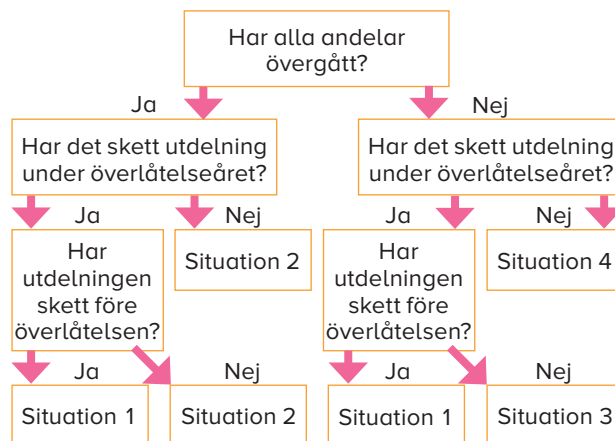 Har alla andelar
övergått?
Ja
Nej
Har det skett utdelning
under överlåtelseåret?
Har det skett utdelning
under överlåtelseåret?
Ja
Nej
Ja
Nej
Har
utdelningen
skett före
överlåtelsen?
Situation 2
Har
utdelningen
skett före
överlåtelsen?
Situation 4
Ja
Nej
Ja
Nej
Situation 1
Situation 2
Situation 1
Situation 3